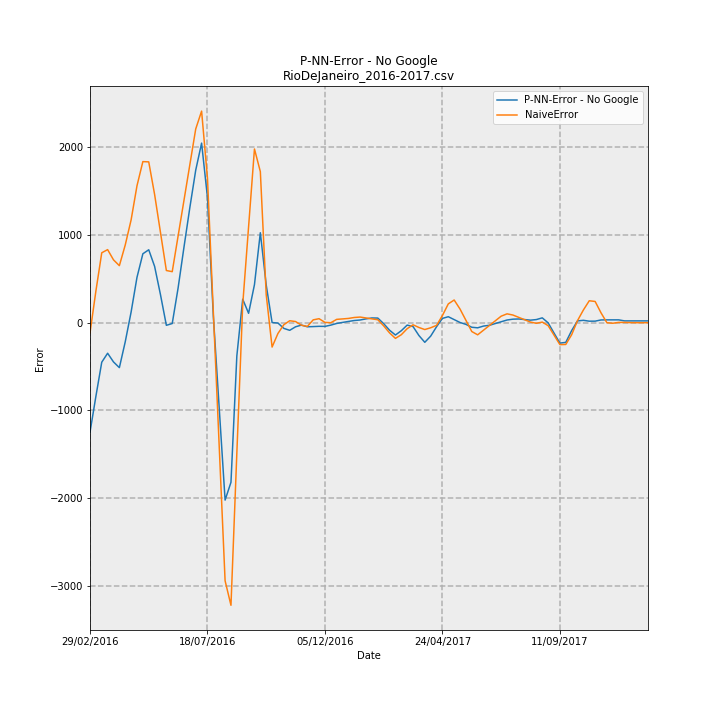 P-NN-Error - No Google
RioDeJaneiro_2016-2017.csv
P-NN-Error - No Google
NaiveError
2000
1000
0
−1000
−2000
−3000
Error
29/02/2016
18/07/2016
05/12/2016
24/04/2017
11/09/2017
Date